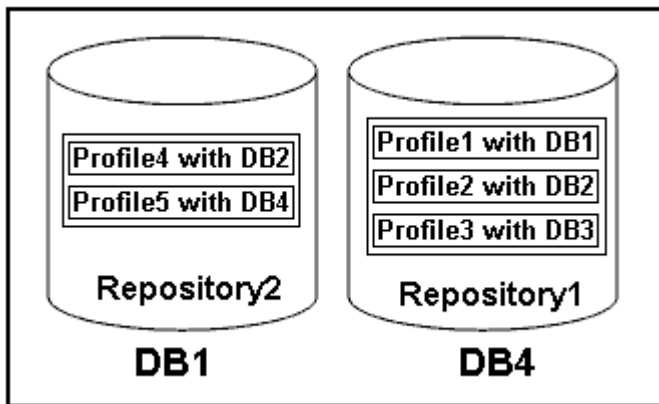 Profile4 with DB2
Profile5 with DB4
Repository2
DB1
Profile1 with DB1
Profile2 with DB2
Profile3 with DB3
Repository1
DB4